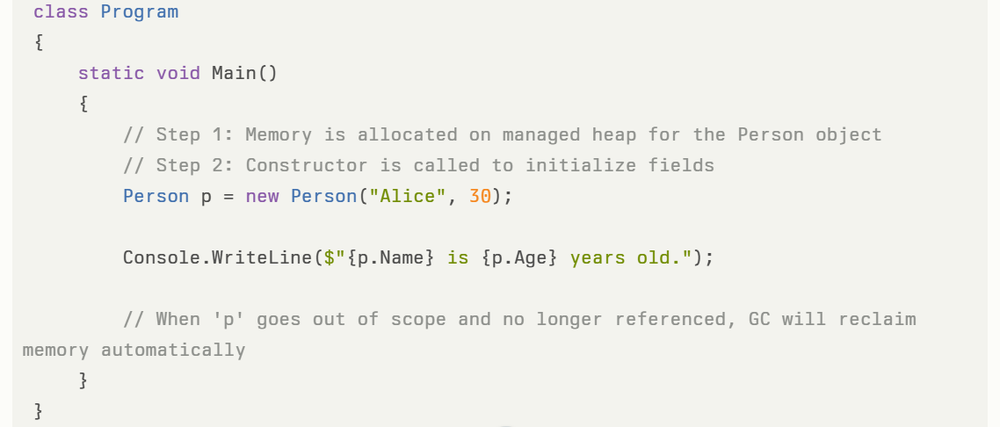 class Program
{
    static void Main()
    {
        // Step 1: Memory is allocated on managed heap for the Person object
        // Step 2: Constructor is called to initialize fields
        Person p = new Person("Alice", 30);

        Console.WriteLine($"{p.Name} is {p.Age} years old.");

        // When 'p' goes out of scope and no longer referenced, GC will reclaim
memory automatically
    }
}